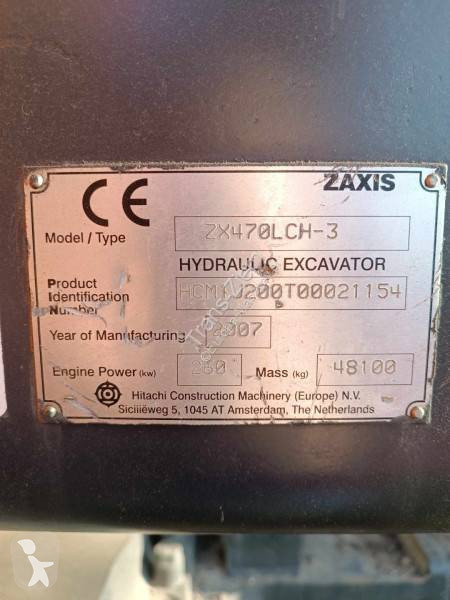 CE
ZAXIS
Model / Type ZX470LCH-3
HYDRAULIC EXCAVATOR
Product
Identification
Number
HCM1J200T00021154
Year of Manufacturing 2007
Engine Power (kw) 260 Mass (kg) 48100
Hitachi Construction Machinery (Europe) N.V.
Siciliëweg 5, 1045 AT Amsterdam, The Netherlands